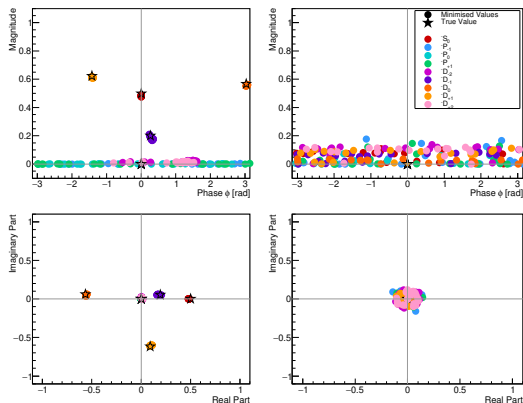 Magnitude
1
0.8
0.6
0.4
0.2
0
−3 −2 −1 0 1 2 3
Phase ϕ [rad]
Magnitude
1
0.8
0.6
0.4
0.2
0
−3 −2 −1 0 1 2 3
Phase ϕ [rad]
Minimised Values
True Value
S0
P-1
P0
P+1
D-2
D-1
D0
D+1
Imaginary Part
1
0.5
0
−0.5
−1
−1 −0.5 0 0.5 1
Real Part
Imaginary Part
1
0.5
0
−0.5
−1
−1 −0.5 0 0.5 1
Real Part